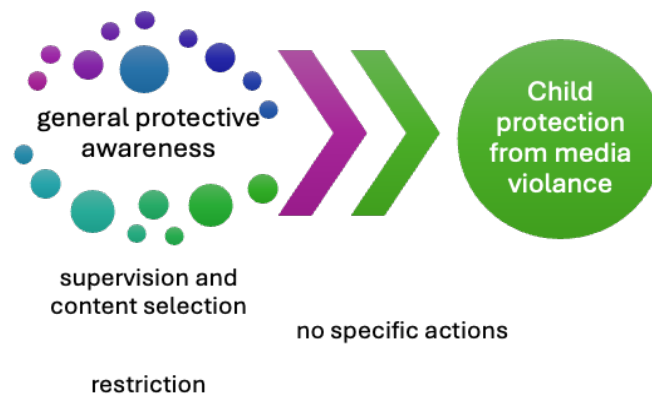 general protective
awareness
Child
protection
from media
violance
supervision and
content selection
no specific actions
restriction